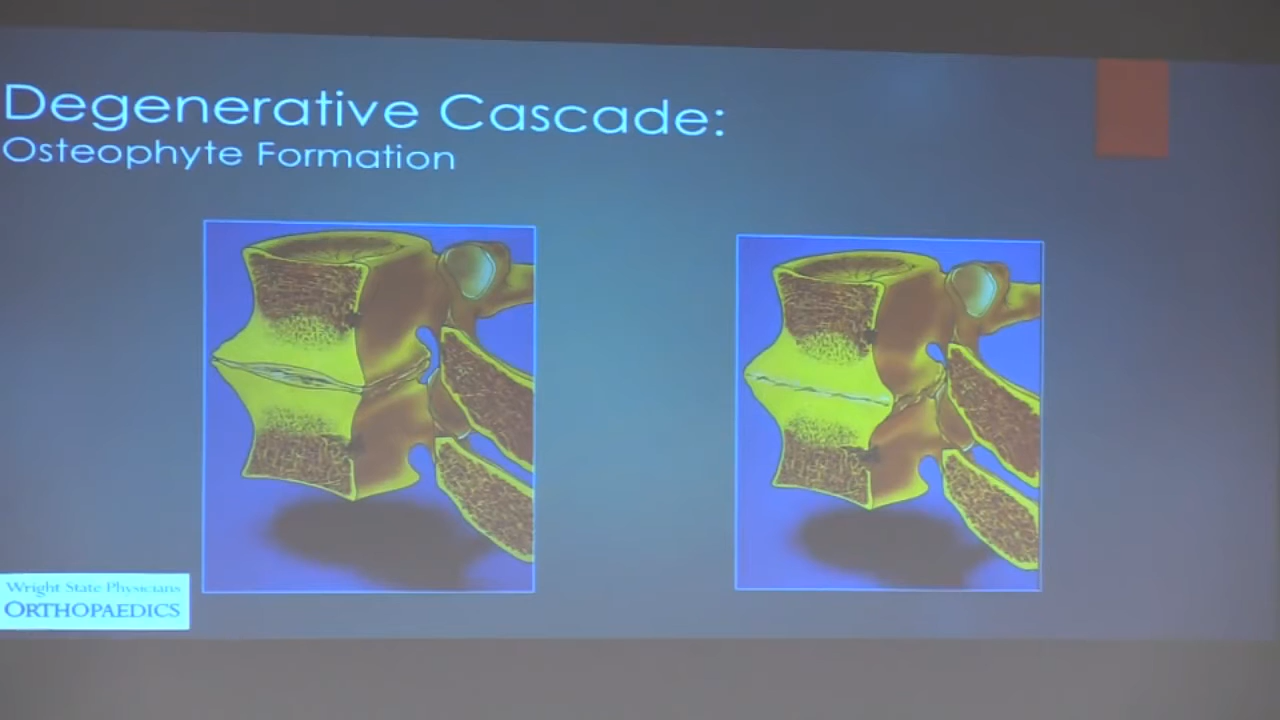 Degenerative Cascade:
Osteophyte Formation
Wright State Physicians
ORTHOPAEDICS